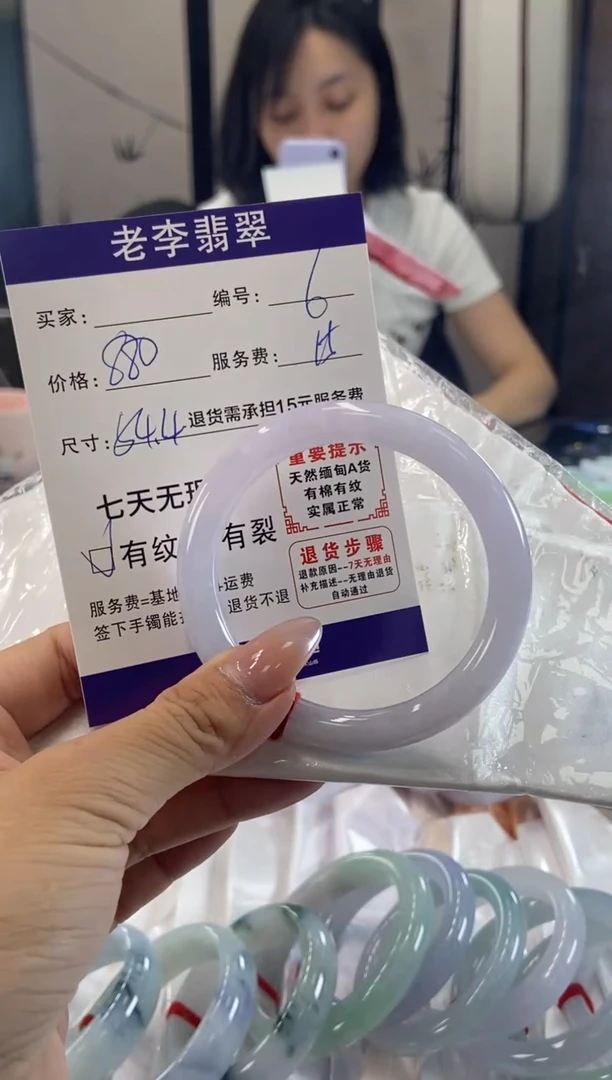 老李翡翠
买家: 编号: 6
价格: 880 服务费:
尺寸: 54.4 退货需承担15元服务费
七天无理
有纹 有裂
重要提示
天然缅甸A货
有棉有纹
实属正常
退货步骤
退款原因--7天无理由
补充描述--无理由退货
自动通过
服务费=基地 运费
签下手镯能 退货不退